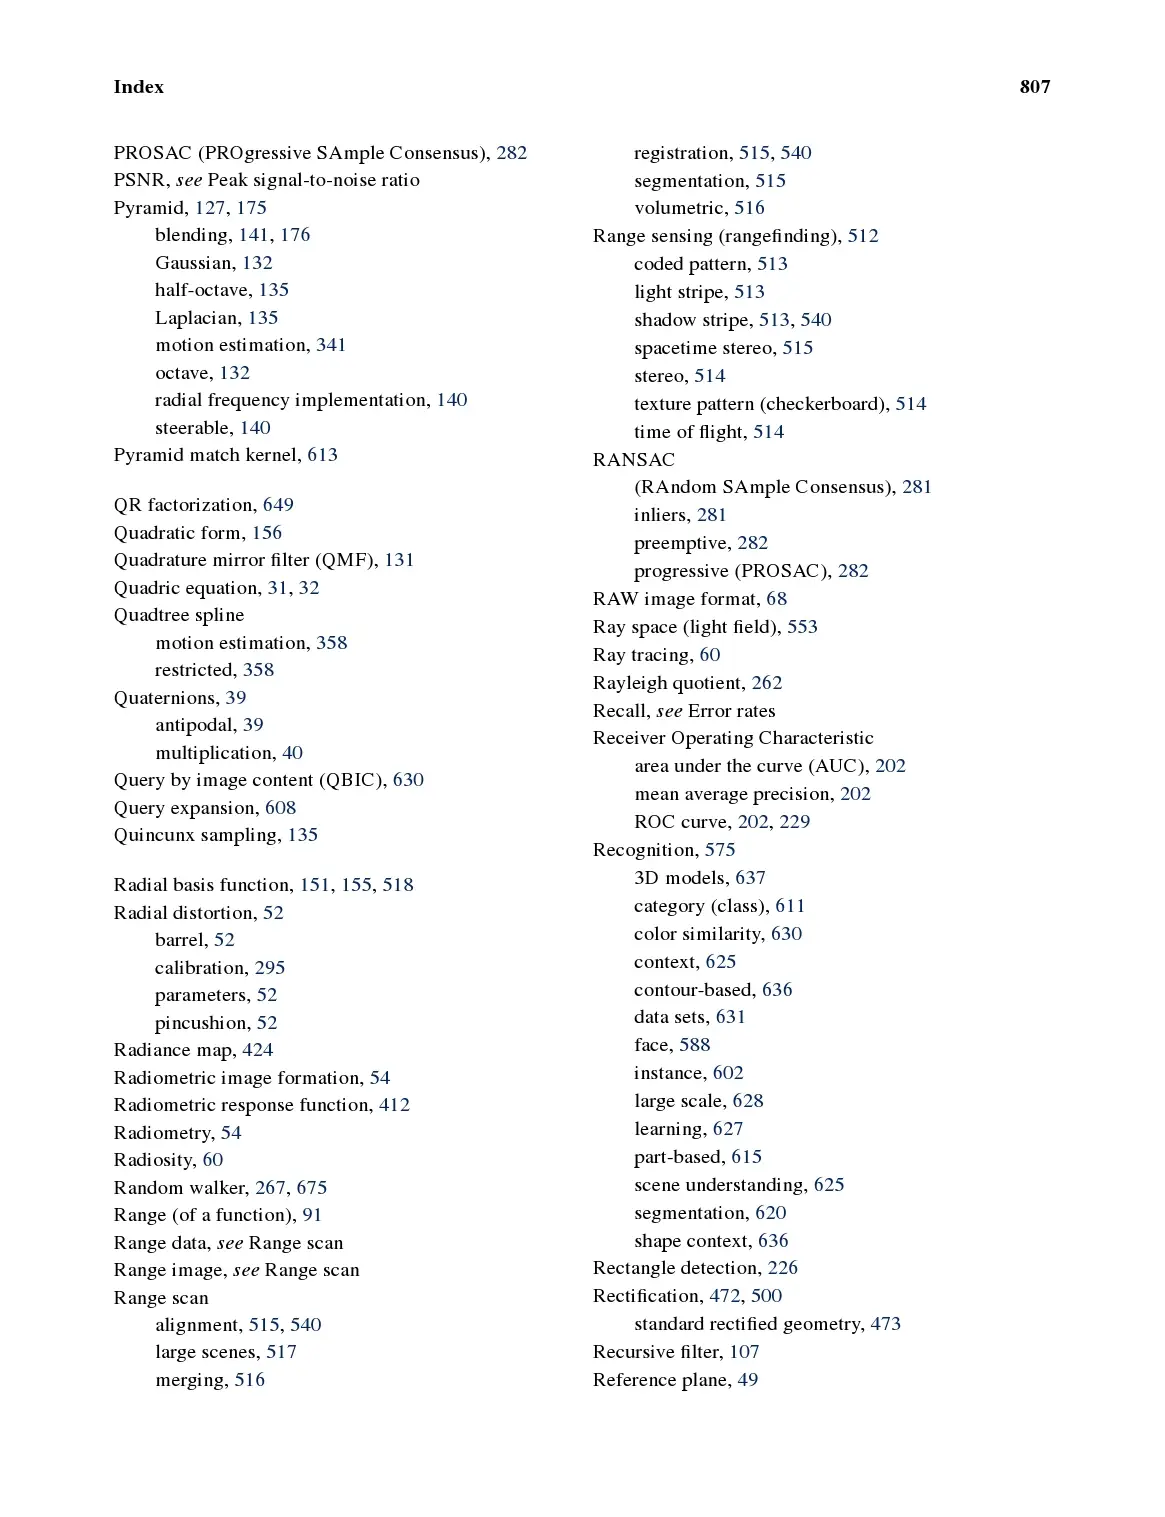 Index 807
PROSAC (PROgressive SAmple Consensus), 282
PSNR, see Peak signal-to-noise ratio
Pyramid, 127, 175
blending, 141, 176
Gaussian, 132
half-octave, 135
Laplacian, 135
motion estimation, 341
octave, 132
radial frequency implementation, 140
steerable, 140
Pyramid match kernel, 613
QR factorization, 649
Quadratic form, 156
Quadrature mirror filter (QMF), 131
Quadric equation, 31, 32
Quadtree spline
motion estimation, 358
restricted, 358
Quaternions, 39
antipodal, 39
multiplication, 40
Query by image content (QBIC), 630
Query expansion, 608
Quincunx sampling, 135
Radial basis function, 151, 155, 518
Radial distortion, 52
barrel, 52
calibration, 295
parameters, 52
pincushion, 52
Radiance map, 424
Radiometric image formation, 54
Radiometric response function, 412
Radiometry, 54
Radiosity, 60
Random walker, 267, 675
Range (of a function), 91
Range data, see Range scan
Range image, see Range scan
Range scan
alignment, 515, 540
large scenes, 517
merging, 516
registration, 515, 540
segmentation, 515
volumetric, 516
Range sensing (rangefinding), 512
coded pattern, 513
light stripe, 513
shadow stripe, 513, 540
spacetime stereo, 515
stereo, 514
texture pattern (checkerboard), 514
time of flight, 514
RANSAC
(RAndom SAmple Consensus), 281
inliers, 281
preemptive, 282
progressive (PROSAC), 282
RAW image format, 68
Ray space (light field), 553
Ray tracing, 60
Rayleigh quotient, 262
Recall, see Error rates
Receiver Operating Characteristic
area under the curve (AUC), 202
mean average precision, 202
ROC curve, 202, 229
Recognition, 575
3D models, 637
category (class), 611
color similarity, 630
context, 625
contour-based, 636
data sets, 631
face, 588
instance, 602
large scale, 628
learning, 627
part-based, 615
scene understanding, 625
segmentation, 620
shape context, 636
Rectangle detection, 226
Rectification, 472, 500
standard rectified geometry, 473
Recursive filter, 107
Reference plane, 49